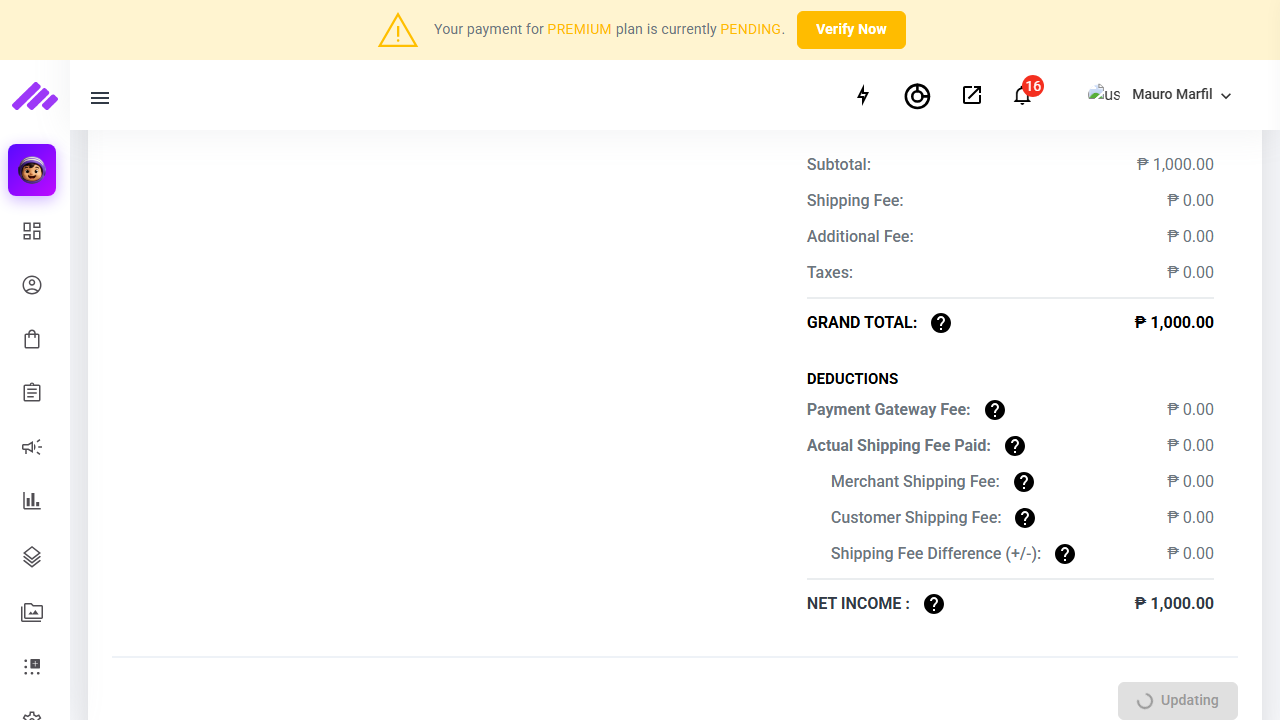 Your payment for PREMIUM plan is currently PENDING. Verify Now
16
us Mauro Marfil
Subtotal: ₱ 1,000.00
Shipping Fee: ₱ 0.00
Additional Fee: ₱ 0.00
Taxes: ₱ 0.00
GRAND TOTAL: ₱ 1,000.00
DEDUCTIONS
Payment Gateway Fee: ₱ 0.00
Actual Shipping Fee Paid: ₱ 0.00
Merchant Shipping Fee: ₱ 0.00
Customer Shipping Fee: ₱ 0.00
Shipping Fee Difference (+/-): ₱ 0.00
NET INCOME : ₱ 1,000.00
Updating